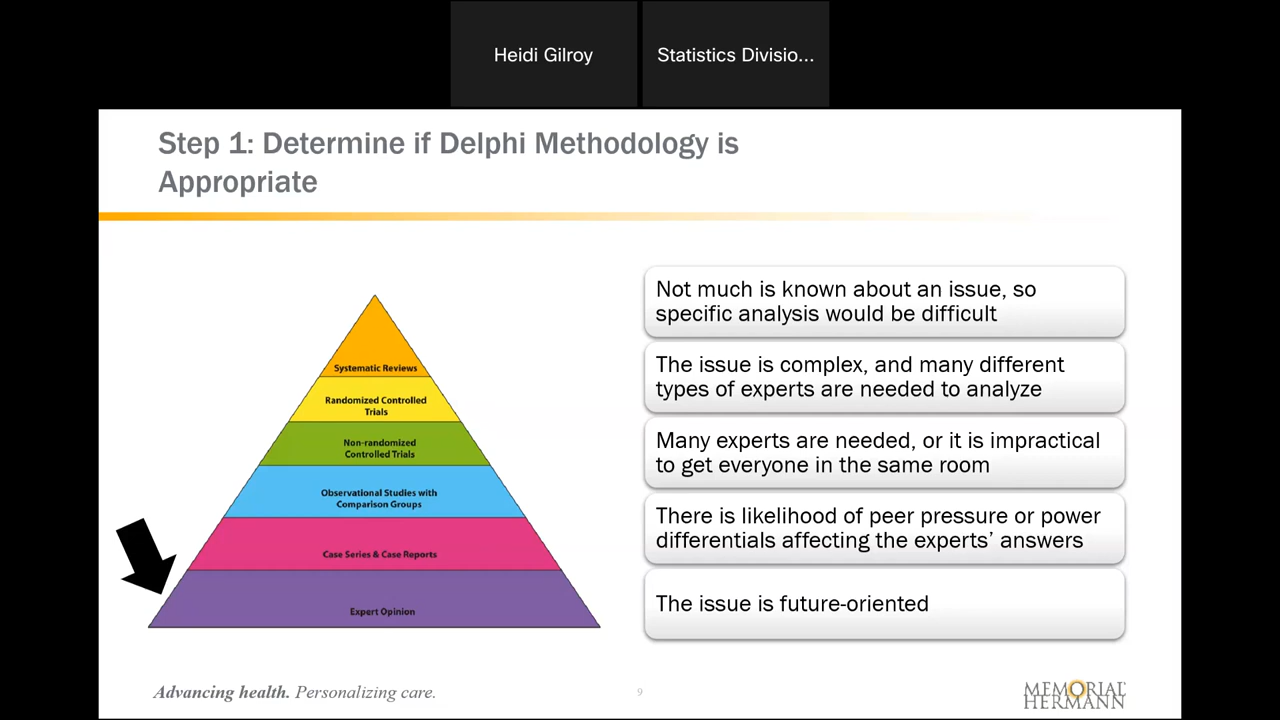 Heidi Gilroy
Statistics Divisio...
Step 1: Determine if Delphi Methodology is
Appropriate
Systematic Reviews
Randomized Controlled
Trials
Non-randomized
Controlled Trials
Observational Studies with
Comparison Groups
Case Series & Case Reports
Expert Opinion
Not much is known about an issue, so
specific analysis would be difficult
The issue is complex, and many different
types of experts are needed to analyze
Many experts are needed, or it is impractical
to get everyone in the same room
There is likelihood of peer pressure or power
differentials affecting the experts’ answers
The issue is future-oriented
Advancing health. Personalizing care.
9
MEMORIAL
HERMANN